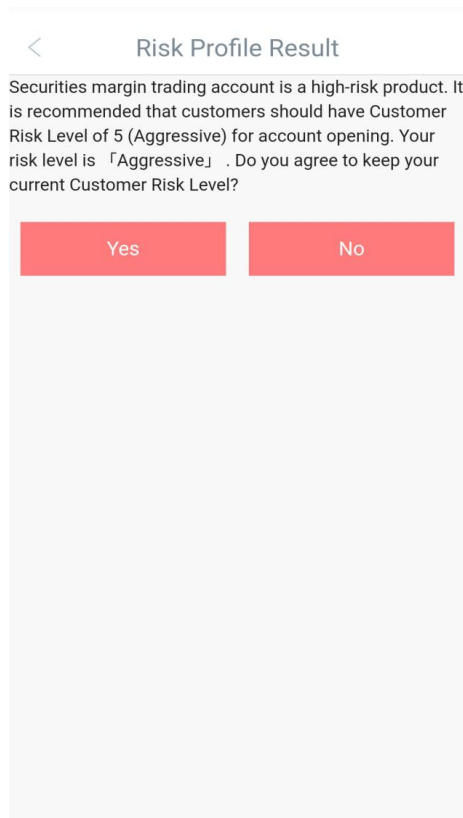 Risk Profile Result
Securities margin trading account is a high-risk product. It
is recommended that customers should have Customer
Risk Level of 5 (Aggressive) for account opening. Your
risk level is 「Aggressive」 . Do you agree to keep your
current Customer Risk Level?
Yes
No